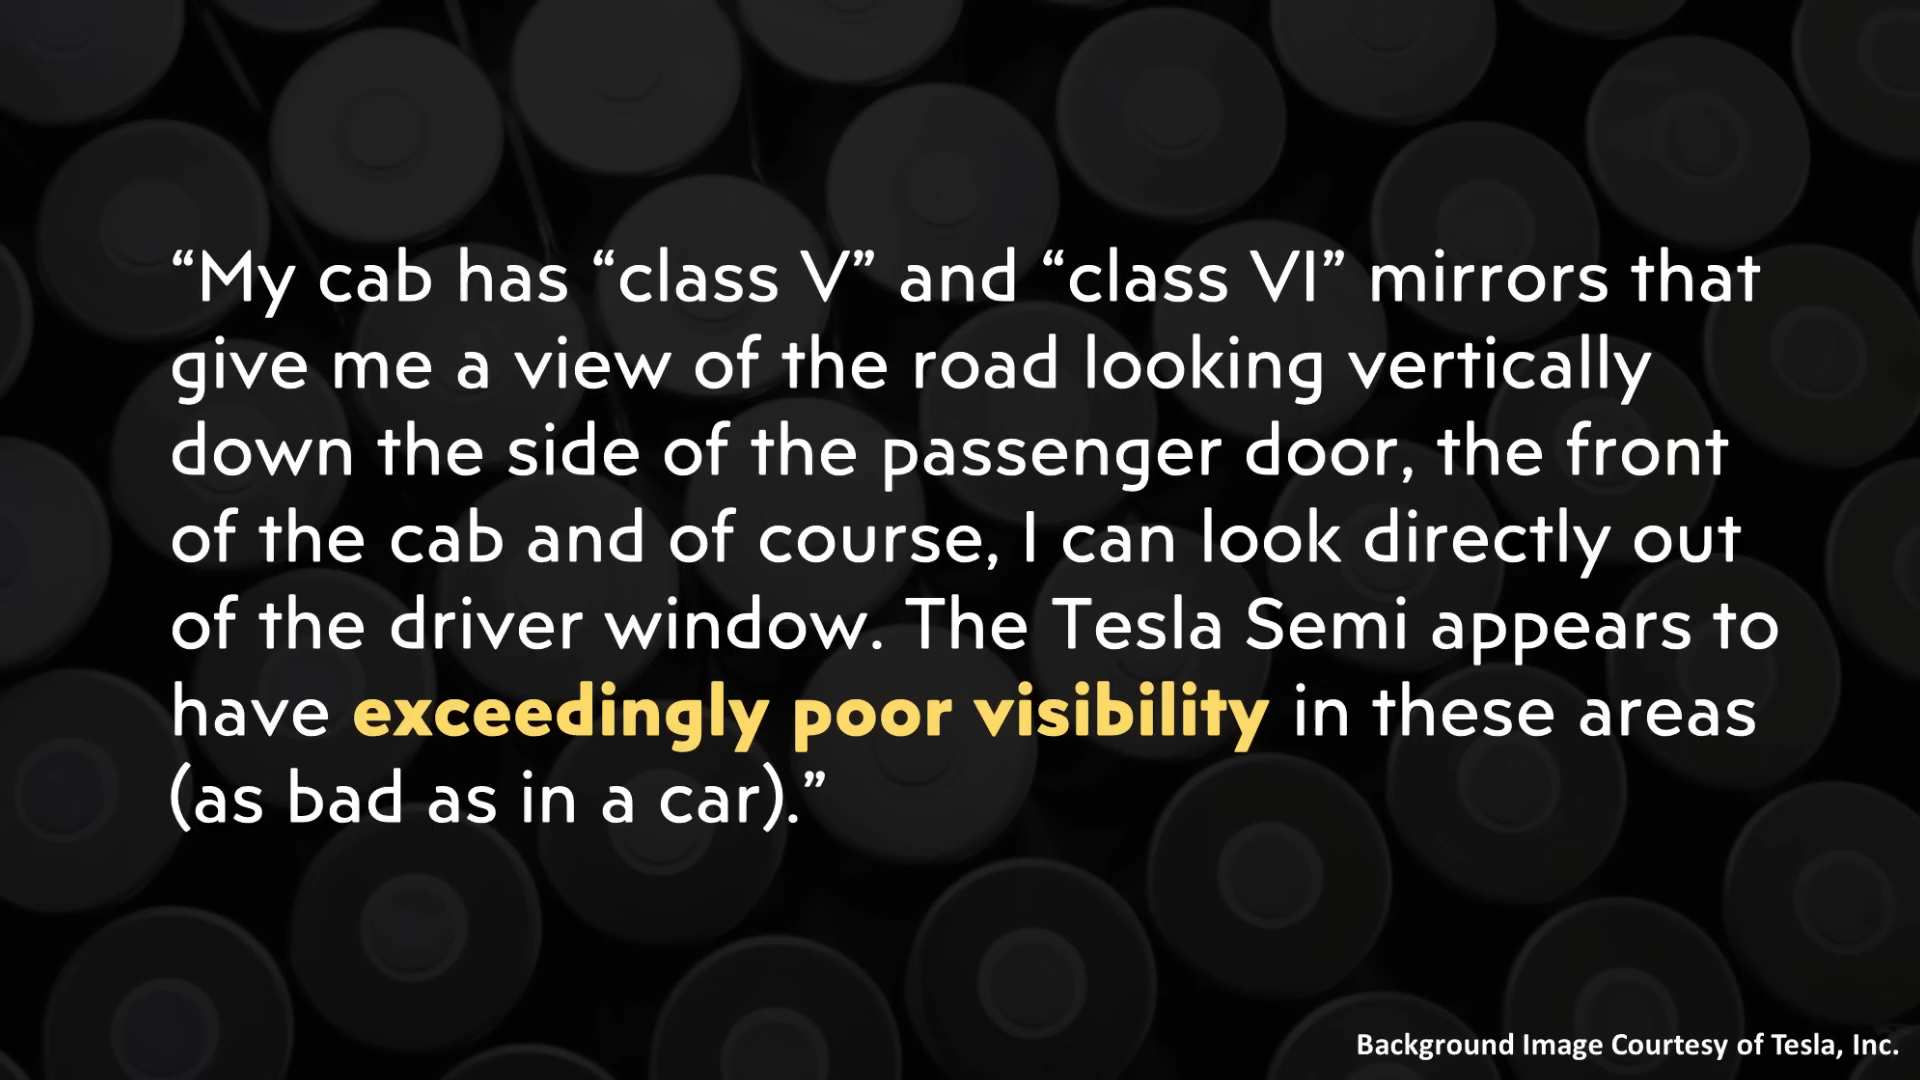 “My cab has “class V” and “class VI” mirrors that
give me a view of the road looking vertically
down the side of the passenger door, the front
of the cab and of course, I can look directly out
of the driver window. The Tesla Semi appears to
have exceedingly poor visibility in these areas
(as bad as in a car).”
Background Image Courtesy of Tesla, Inc.